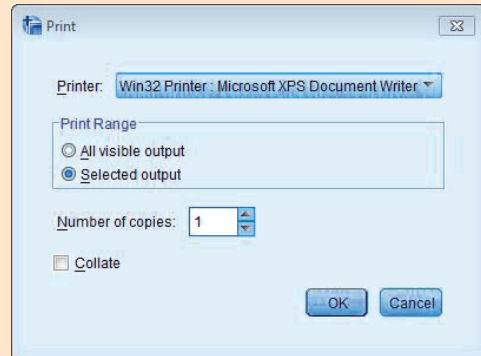 Print
Printer: Win32 Printer : Microsoft XPS Document Writer
Print Range
All visible output
Selected output
Number of copies: 1
Collate
OK Cancel